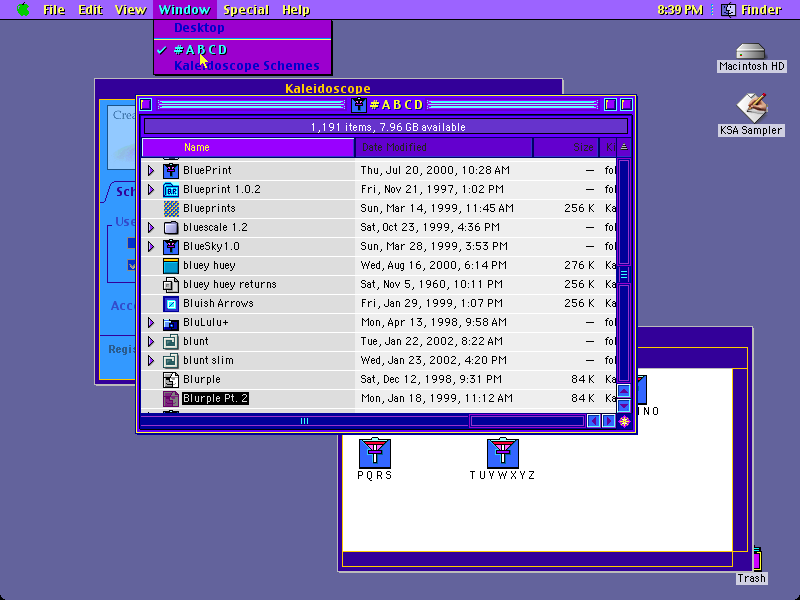 File Edit View Window Special Help 8:39 PM Finder
Desktop
✓ #ABCD
Kaleidoscope Schemes
Macintosh HD
KSA Sampler
Kaleidoscope
#ABCD
1,191 items, 7.96 GB available
Name Date Modified Size
BluePrint Thu, Jul 20, 2000, 10:28 AM — fol
Blueprint 1.0.2 Fri, Nov 21, 1997, 1:02 PM — fol
Blueprints Sun, Mar 14, 1999, 11:45 AM 256 K Ka
bluescale 1.2 Sat, Oct 23, 1999, 4:36 PM — fol
BlueSky1.0 Sun, Mar 28, 1999, 3:53 PM — fol
bluey huey Wed, Aug 16, 2000, 6:14 PM 276 K Ka
bluey huey returns Sat, Nov 5, 1960, 10:11 PM 256 K Ka
Bluish Arrows Fri, Jan 29, 1999, 1:07 PM 256 K Ka
BluLulu+ Mon, Apr 13, 1998, 9:58 AM — fol
blunt Tue, Jan 22, 2002, 8:22 AM — fol
blunt slim Wed, Jan 23, 2002, 4:20 PM — fol
Blurple Sat, Dec 12, 1998, 9:31 PM 84 K Ka
Blurple Pt. 2 Mon, Jan 18, 1999, 11:12 AM 84 K Ka
Crea
Sch
Use
Acc
Regis
NO
PQRS
TUVWXYZ
Trash